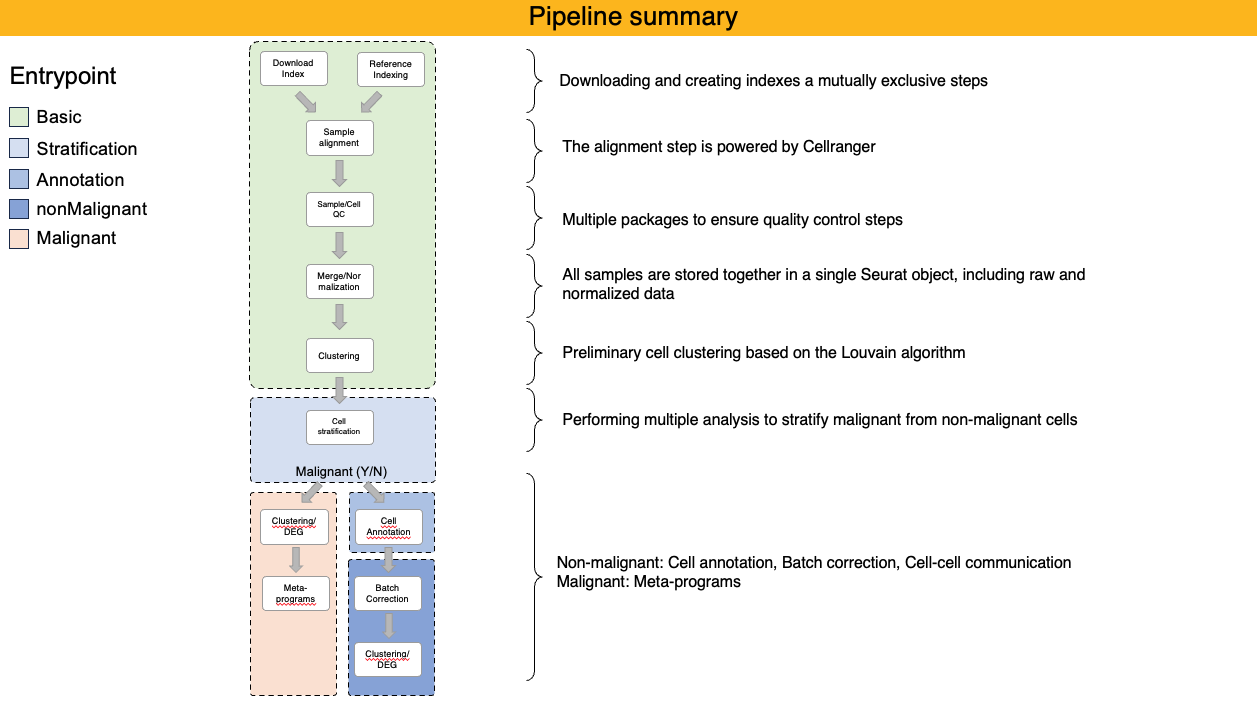 Pipeline summary
Entrypoint
Basic
Stratification
Annotation
nonMalignant
Malignant
Download
Index
Reference
Indexing
Sample
alignment
Sample/Cell
QC
Merge/Nor
malization
Clustering
Cell
stratification
Malignant (Y/N)
Clustering/
DEG
Cell
Annotation
Meta-
programs
Batch
Correction
Clustering/
DEG
Downloading and creating indexes a mutually exclusive steps
The alignment step is powered by Cellranger
Multiple packages to ensure quality control steps
All samples are stored together in a single Seurat object, including raw and
normalized data
Preliminary cell clustering based on the Louvain algorithm
Performing multiple analysis to stratify malignant from non-malignant cells
Non-malignant: Cell annotation, Batch correction, Cell-cell communication
Malignant: Meta-programs